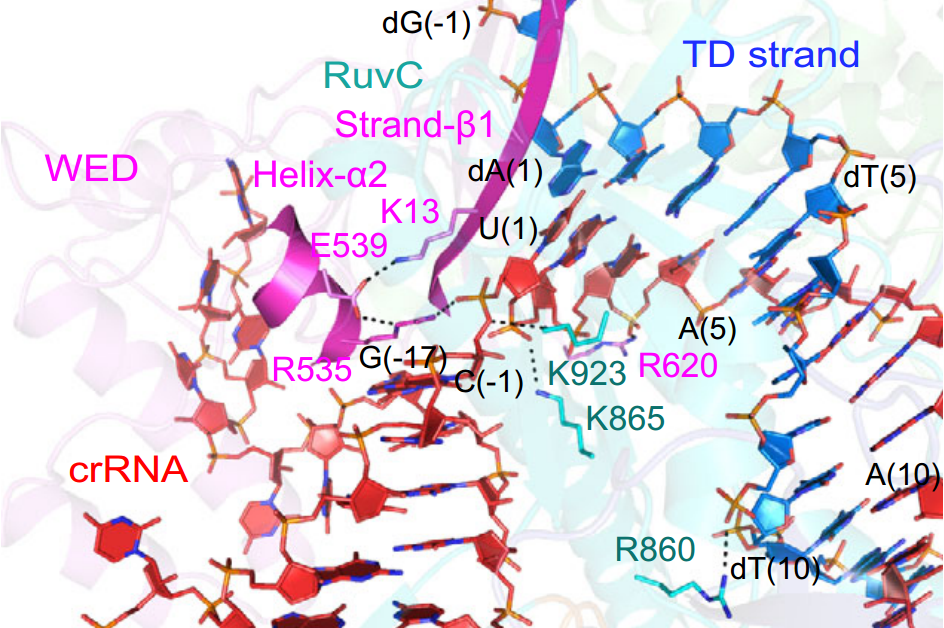 dG(-1)
TD strand
RuvC
Strand-β1
WED
Helix-α2
dA(1)
dT(5)
K13
U(1)
E539
A(5)
R535
G(-17)
C(-1)
K923
R620
K865
crRNA
A(10)
R860
dT(10)